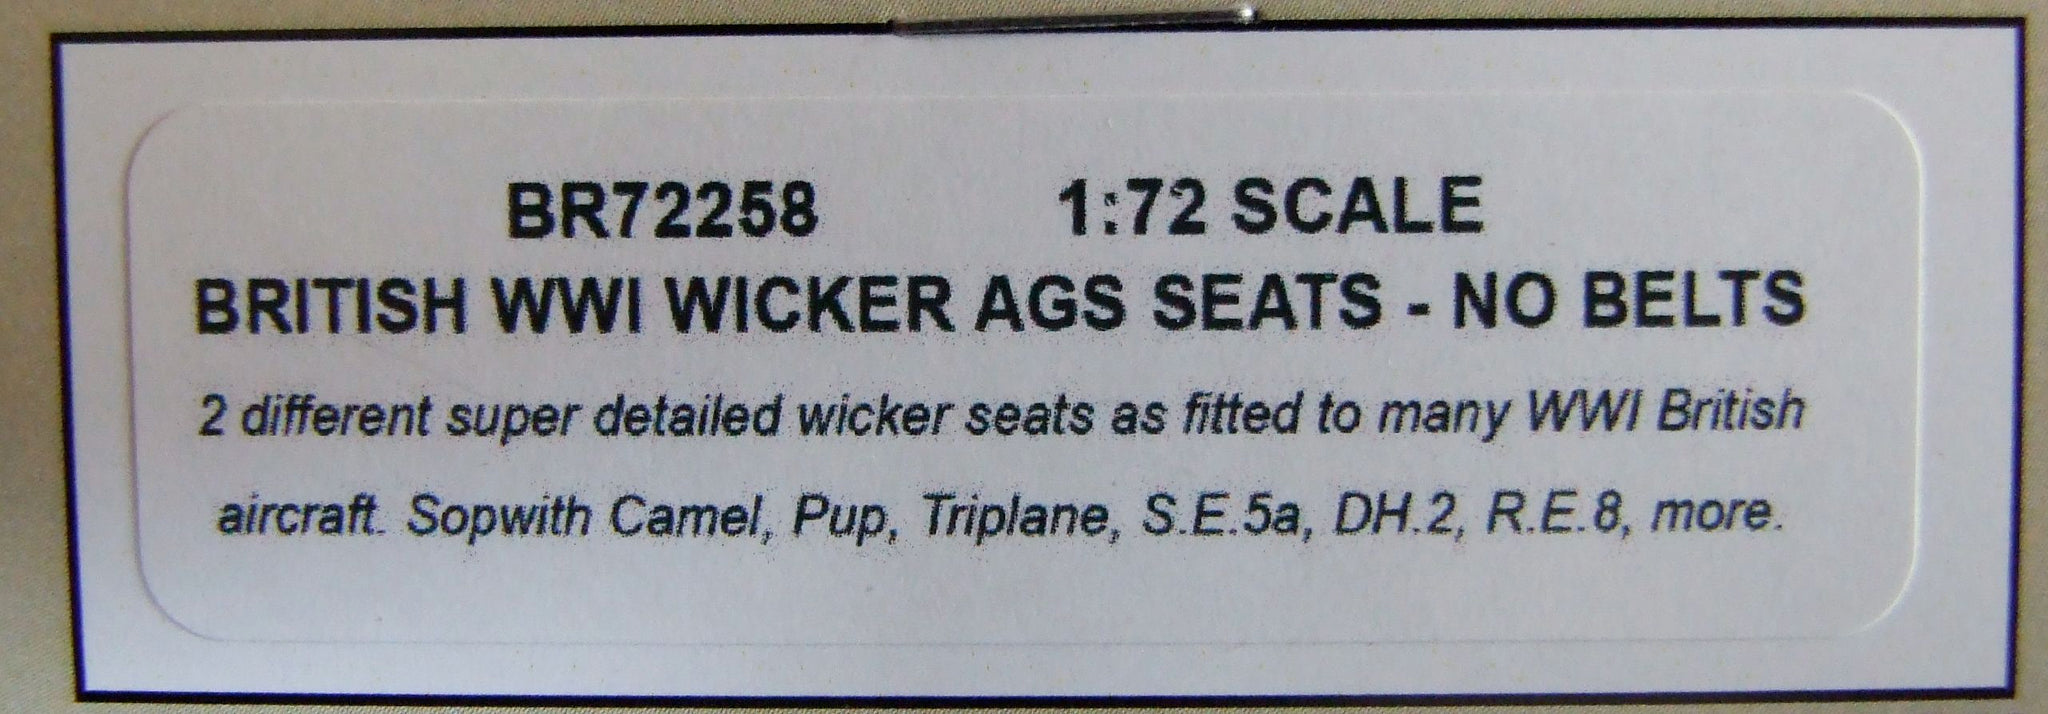 BR72258 1:72 SCALE
BRITISH WWI WICKER AGS SEATS - NO BELTS
2 different super detailed wicker seats as fitted to many WWI British
aircraft. Sopwith Camel, Pup, Triplane, S.E.5a, DH.2, R.E.8, more.